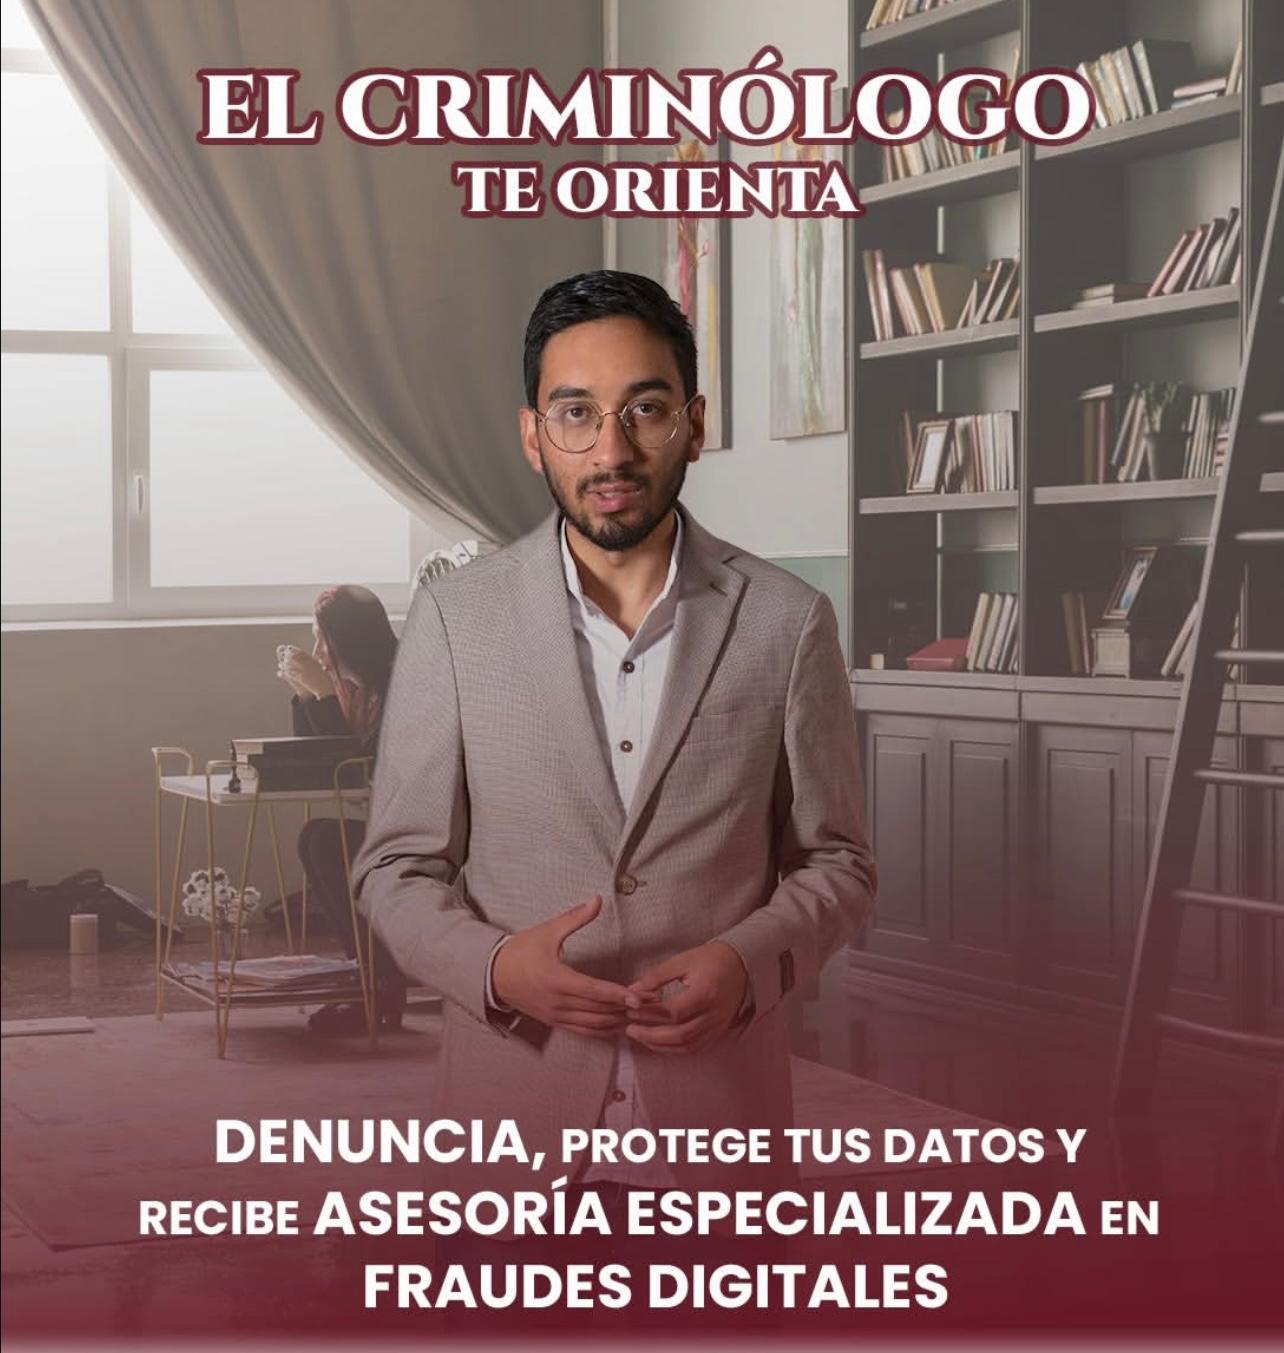 EL CRIMINÓLOGO
TE ORIENTA
DENUNCIA, PROTEGE TUS DATOS Y
RECIBE ASESORÍA ESPECIALIZADA EN
FRAUDES DIGITALES